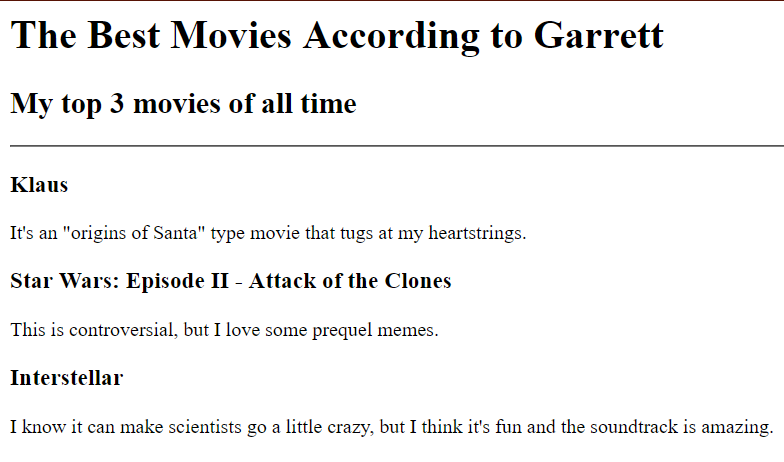 The Best Movies According to Garrett
My top 3 movies of all time
Klaus
It's an "origins of Santa" type movie that tugs at my heartstrings.
Star Wars: Episode II - Attack of the Clones
This is controversial, but I love some prequel memes.
Interstellar
I know it can make scientists go a little crazy, but I think it's fun and the soundtrack is amazing.